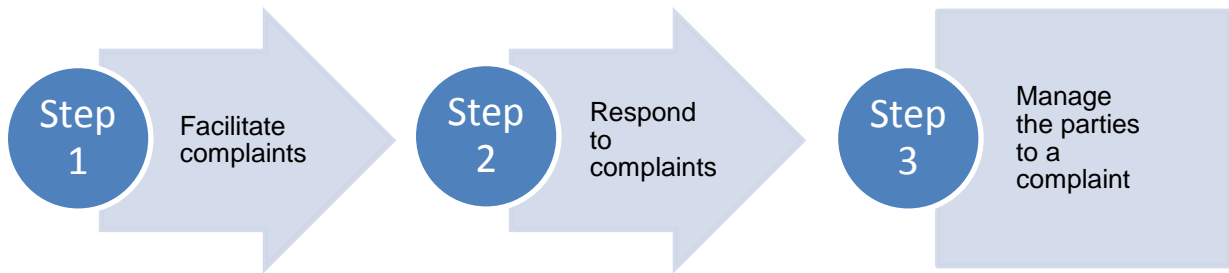 Step
1
Facilitate
complaints
Step
2
Respond
to
complaints
Step
3
Manage
the parties
to a
complaint